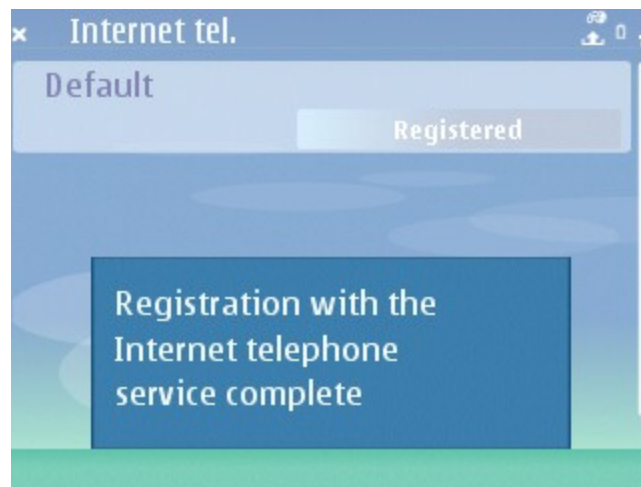 Internet tel.
Default
Registered
Registration with the
Internet telephone
service complete